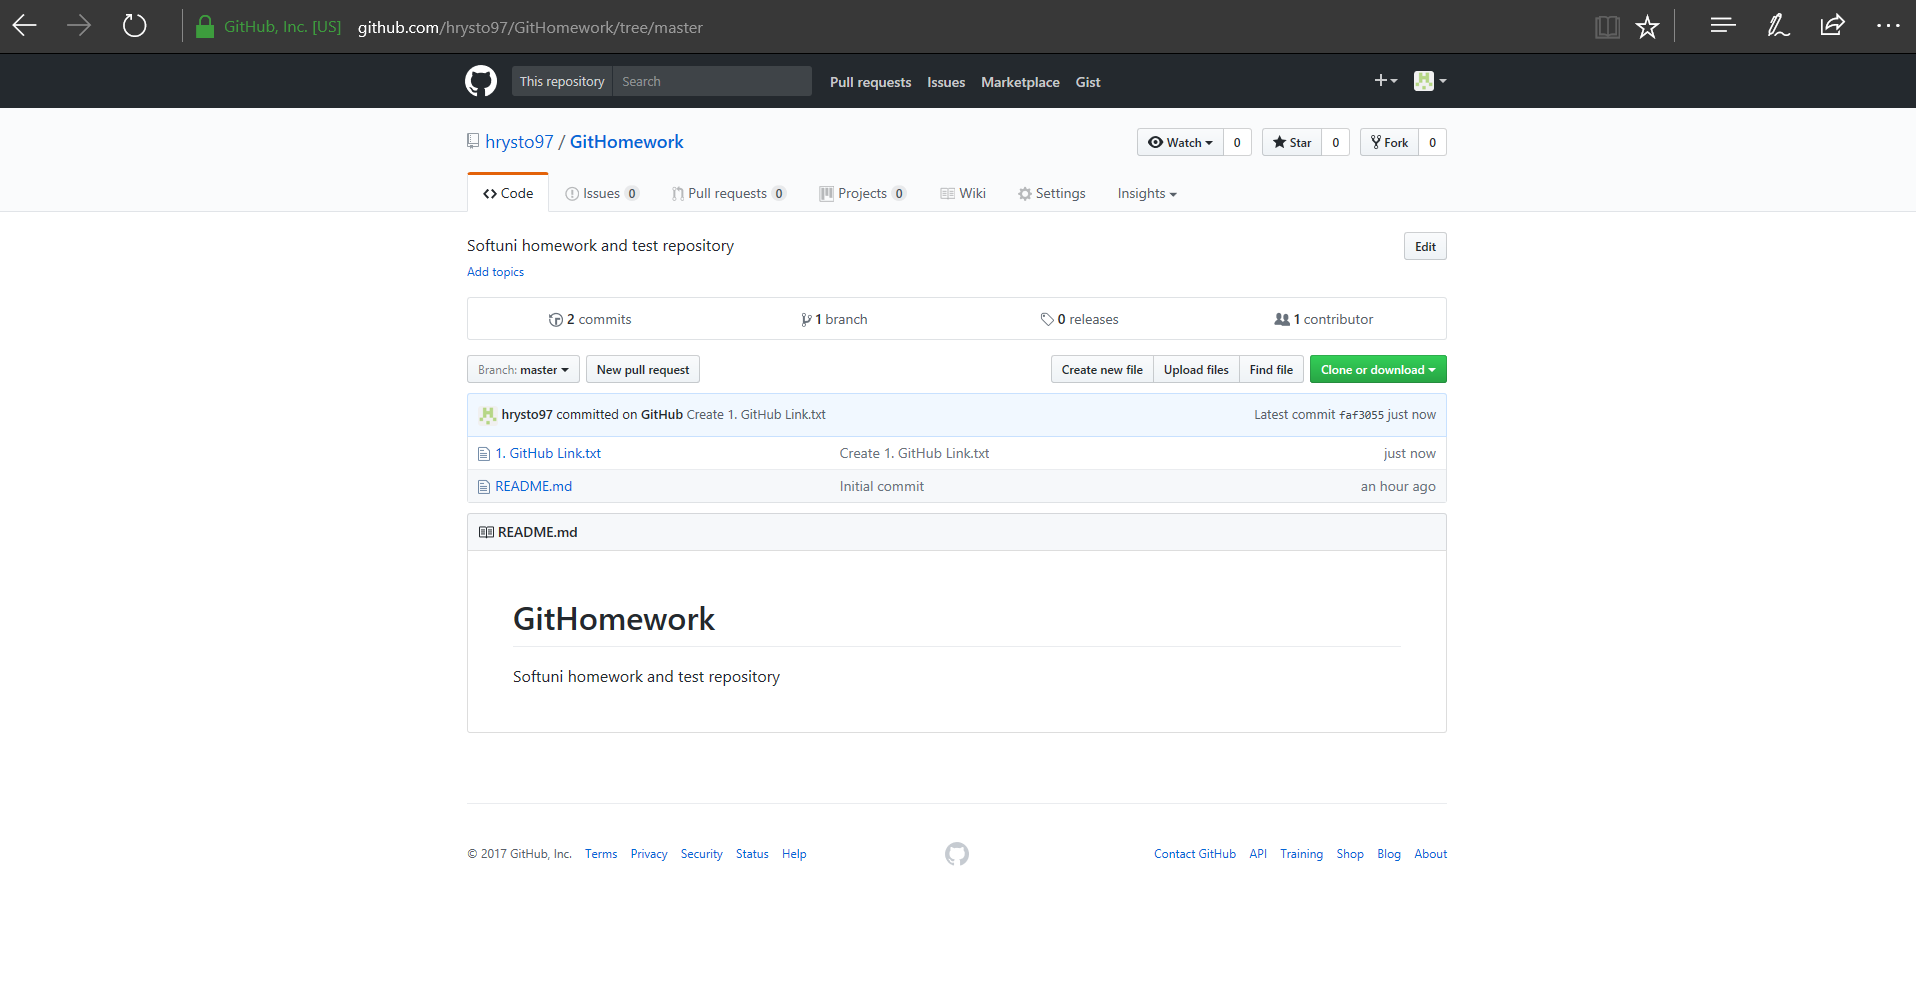 GitHub, Inc. [US] github.com/hrysto97/GitHomework/tree/master
This repository Search Pull requests Issues Marketplace Gist
hrysto97 / GitHomework Watch 0 Star 0 Fork 0
Code Issues 0 Pull requests 0 Projects 0 Wiki Settings Insights
Softuni homework and test repository Edit
Add topics
2 commits 1 branch 0 releases 1 contributor
Branch: master New pull request Create new file Upload files Find file Clone or download
hrysto97 committed on GitHub Create 1. GitHub Link.txt Latest commit faf3055 just now
1. GitHub Link.txt Create 1. GitHub Link.txt just now
README.md Initial commit an hour ago
README.md
GitHomework
Softuni homework and test repository
© 2017 GitHub, Inc. Terms Privacy Security Status Help Contact GitHub API Training Shop Blog About